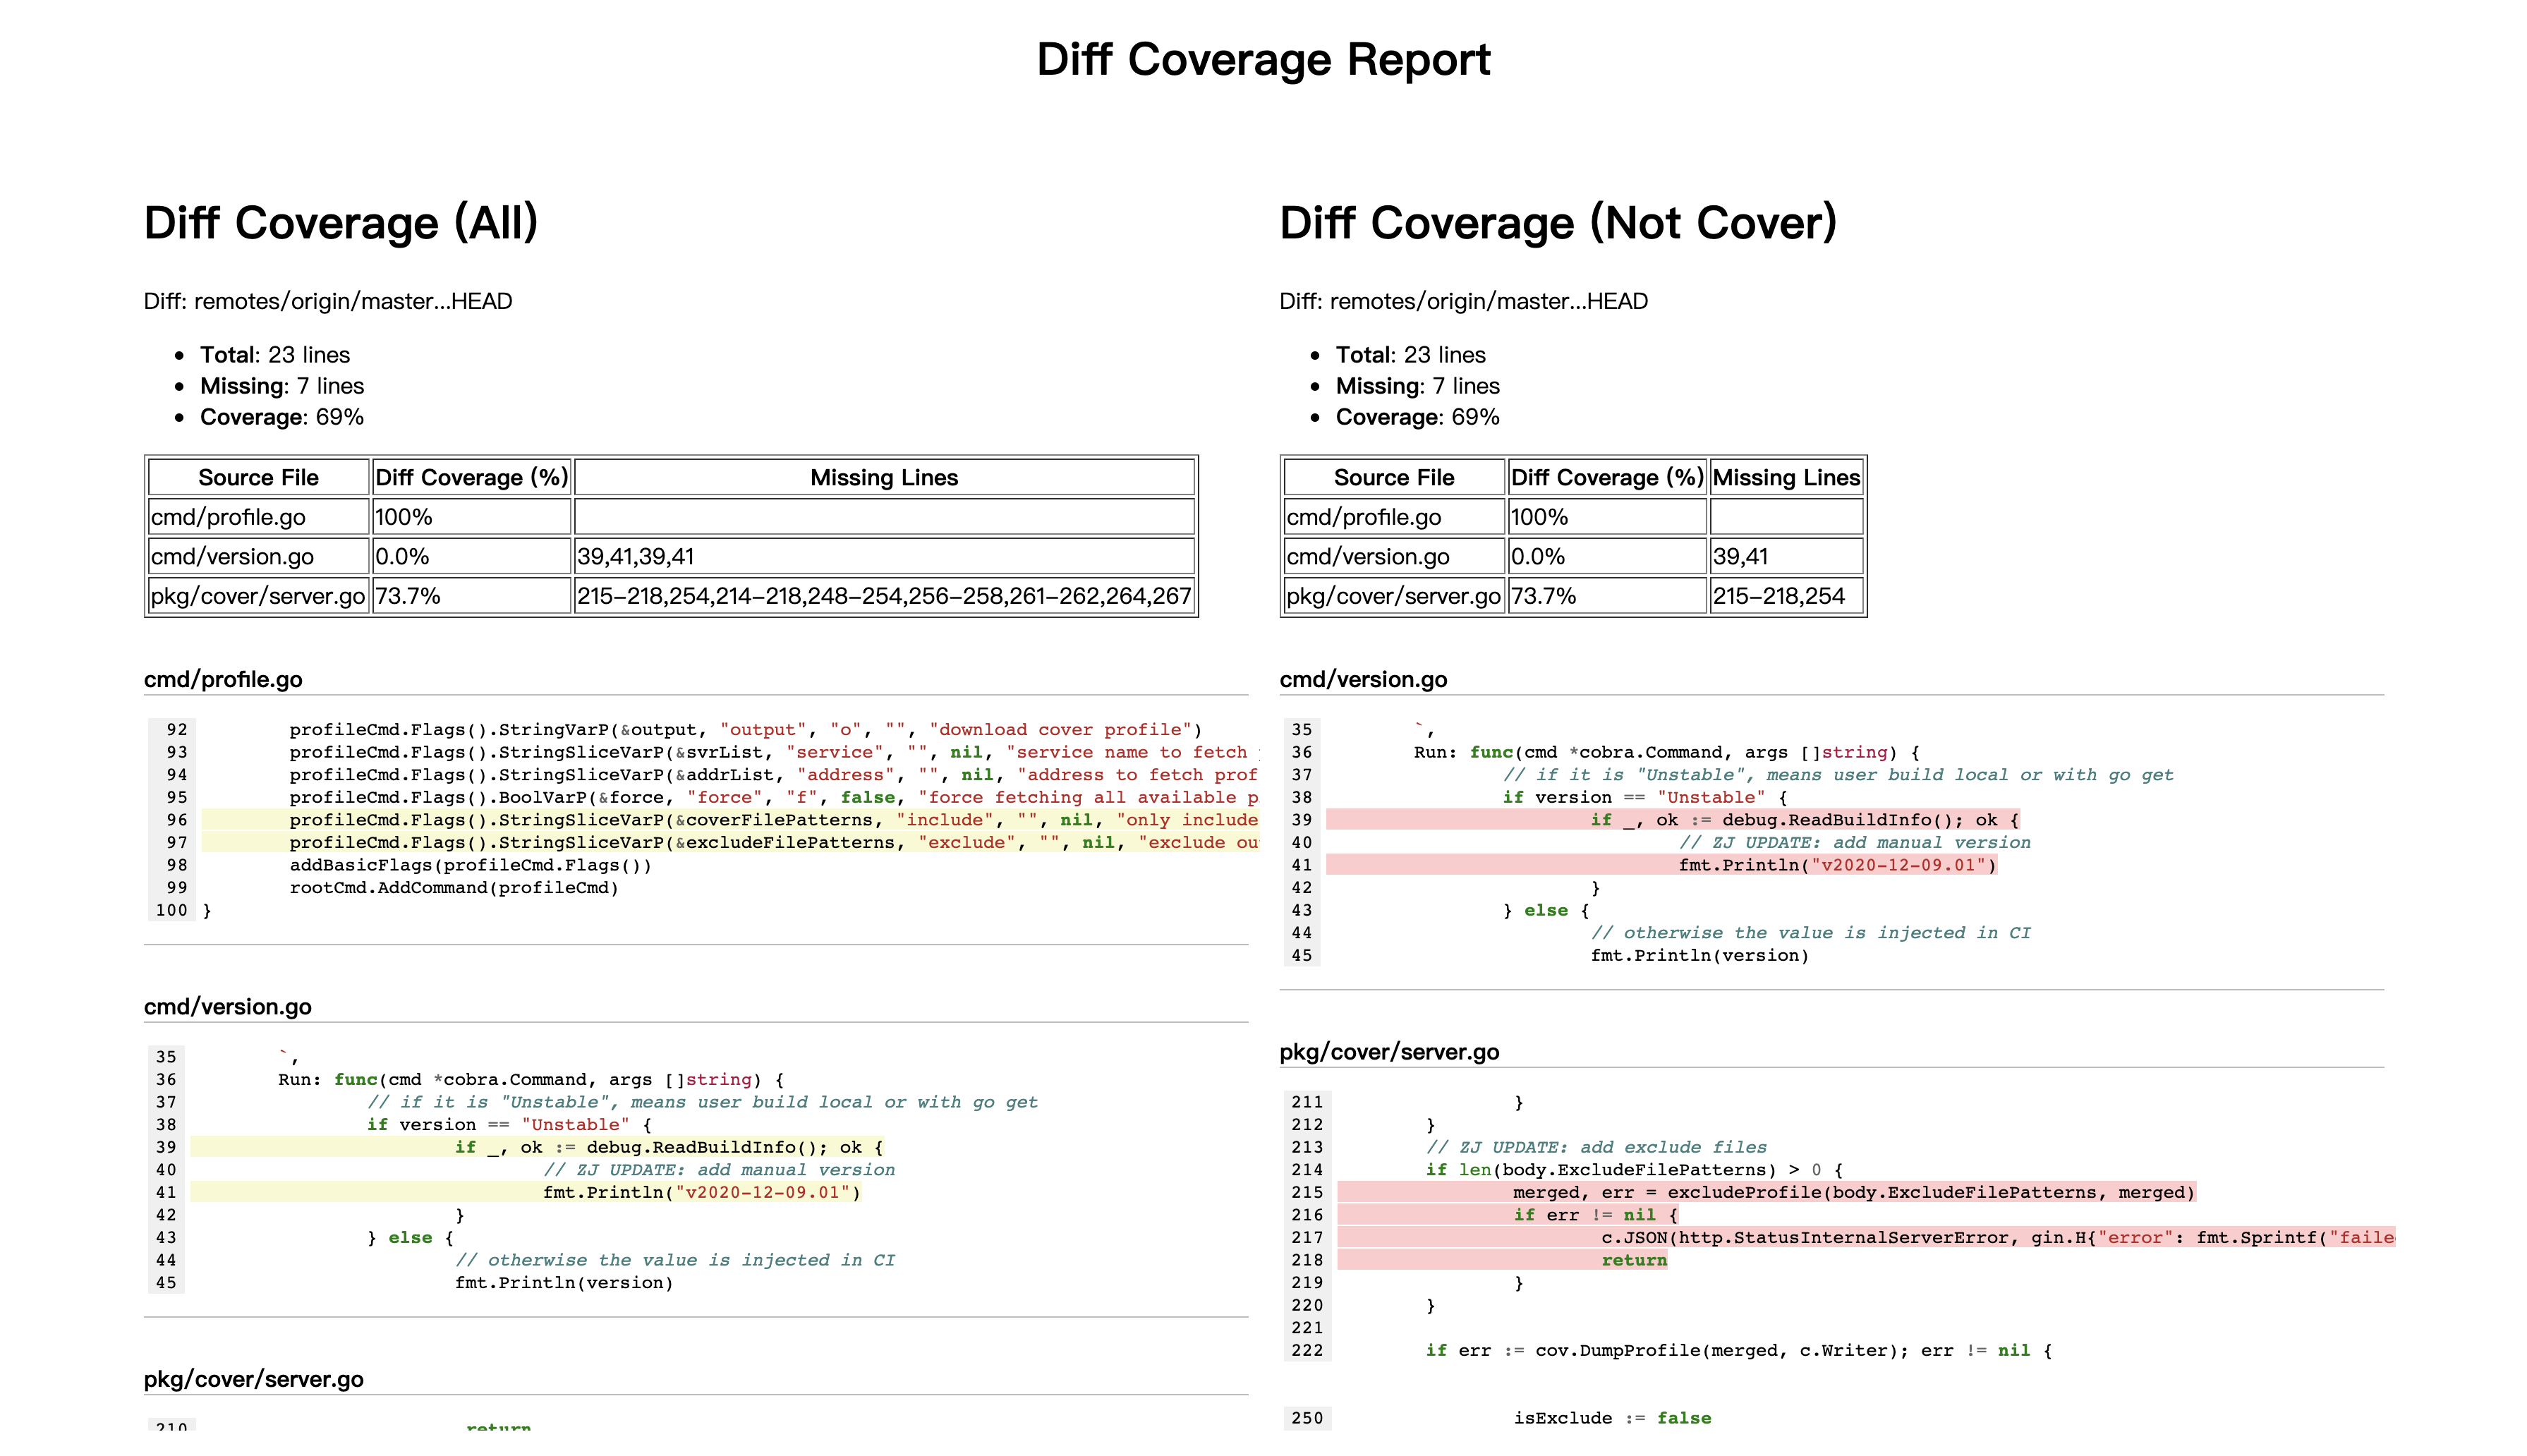 Diff Coverage Report
Diff Coverage (All)
Diff: remotes/origin/master...HEAD
• Total: 23 lines
• Missing: 7 lines
• Coverage: 69%
Source File Diff Coverage (%) Missing Lines
cmd/profile.go 100%
cmd/version.go 0.0% 39,41,39,41
pkg/cover/server.go 73.7% 215–218,254,214–218,248–254,256–258,261–262,264,267
cmd/profile.go
92 profileCmd.Flags().StringVarP(&output, "output", "o", "", "download cover profile")
93 profileCmd.Flags().StringSliceVarP(&svrList, "service", "", nil, "service name to fetch
94 profileCmd.Flags().StringSliceVarP(&addrList, "address", "", nil, "address to fetch prof
95 profileCmd.Flags().BoolVarP(&force, "force", "f", false, "force fetching all available p
96 profileCmd.Flags().StringSliceVarP(&coverFilePatterns, "include", "", nil, "only include
97 profileCmd.Flags().StringSliceVarP(&excludeFilePatterns, "exclude", "", nil, "exclude ou
98 addBasicFlags(profileCmd.Flags())
99 rootCmd.AddCommand(profileCmd)
100 }
cmd/version.go
35 `,
36 Run: func(cmd *cobra.Command, args []string) {
37 // if it is "Unstable", means user build local or with go get
38 if version == "Unstable" {
39 if _, ok := debug.ReadBuildInfo(); ok {
40 // ZJ UPDATE: add manual version
41 fmt.Println("v2020-12-09.01")
42 }
43 } else {
44 // otherwise the value is injected in CI
45 fmt.Println(version)
pkg/cover/server.go
210 return
Diff Coverage (Not Cover)
Diff: remotes/origin/master...HEAD
• Total: 23 lines
• Missing: 7 lines
• Coverage: 69%
Source File Diff Coverage (%) Missing Lines
cmd/profile.go 100%
cmd/version.go 0.0% 39,41
pkg/cover/server.go 73.7% 215–218,254
cmd/version.go
35 `,
36 Run: func(cmd *cobra.Command, args []string) {
37 // if it is "Unstable", means user build local or with go get
38 if version == "Unstable" {
39 if _, ok := debug.ReadBuildInfo(); ok {
40 // ZJ UPDATE: add manual version
41 fmt.Println("v2020-12-09.01")
42 }
43 } else {
44 // otherwise the value is injected in CI
45 fmt.Println(version)
pkg/cover/server.go
211 }
212 }
213 // ZJ UPDATE: add exclude files
214 if len(body.ExcludeFilePatterns) > 0 {
215 merged, err = excludeProfile(body.ExcludeFilePatterns, merged)
216 if err != nil {
217 c.JSON(http.StatusInternalServerError, gin.H{"error": fmt.Sprintf("faile
218 return
219 }
220 }
221
222 if err := cov.DumpProfile(merged, c.Writer); err != nil {
250 isExclude := false